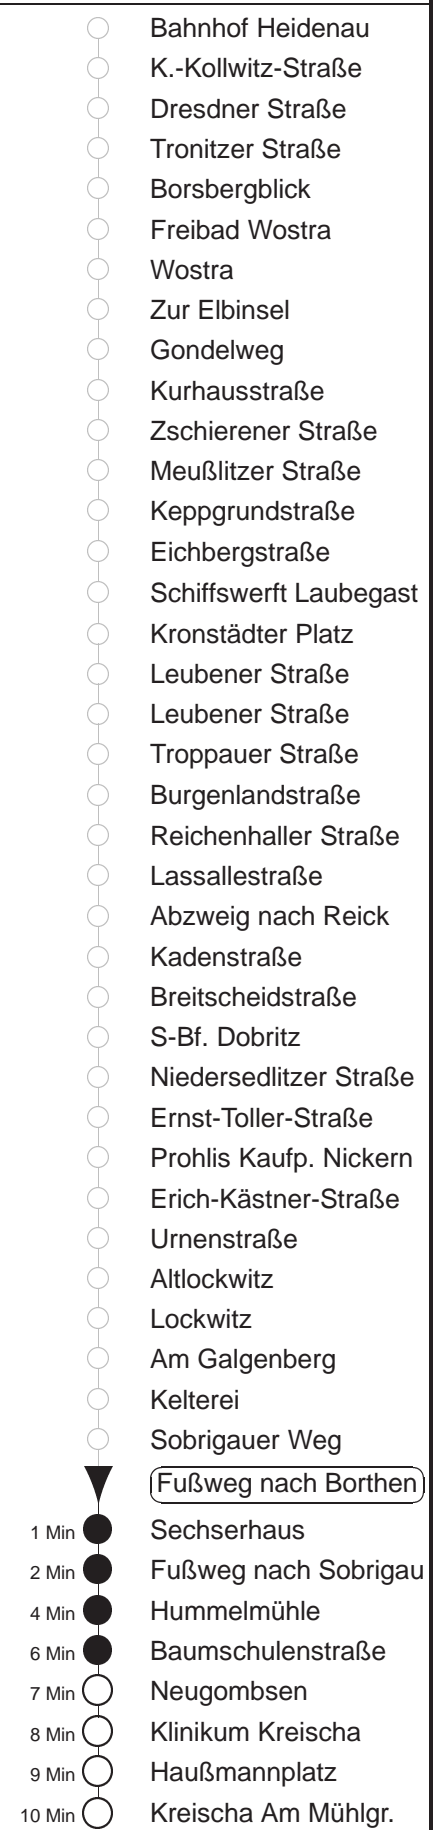 Bahnhof Heidenau
K.-Kollwitz-Straße
Dresdner Straße
Tronitzer Straße
Borsbergblick
Freibad Wostra
Wostra
Zur Elbinsel
Gondelweg
Kurhausstraße
Zschierener Straße
Meußlitzer Straße
Keppgrundstraße
Eichbergstraße
Schiffswerft Laubegast
Kronstädter Platz
Leubener Straße
Leubener Straße
Troppauer Straße
Burgenlandstraße
Reichenhaller Straße
Lassallestraße
Abzweig nach Reick
Kadenstraße
Breitscheidstraße
S-Bf. Dobritz
Niedersedlitzer Straße
Ernst-Toller-Straße
Prohlis Kaufp. Nickern
Erich-Kästner-Straße
Urnenstraße
Altlockwitz
Lockwitz
Am Galgenberg
Kelterei
Sobrigauer Weg
Fußweg nach Borthen
1 Min Sechserhaus
2 Min Fußweg nach Sobrigau
4 Min Hummelmühle
6 Min Baumschulenstraße
7 Min Neugombsen
8 Min Klinikum Kreischa
9 Min Haußmannplatz
10 Min Kreischa Am Mühlgr.